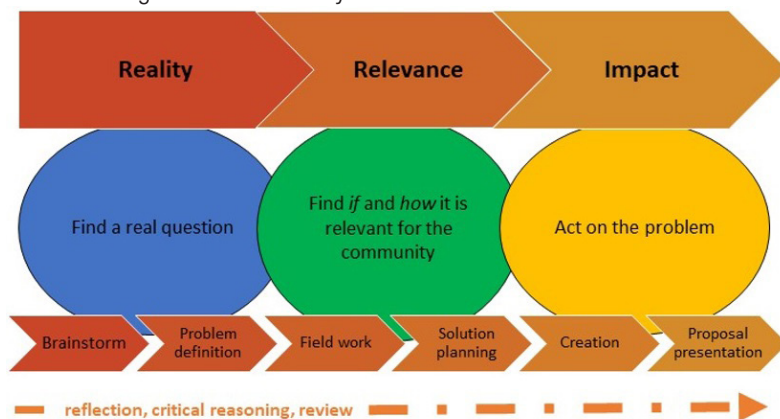 Reality
Relevance
Impact
Find a real question
Find if and how it is
relevant for the
community
Act on the problem
Brainstorm
Problem
definition
Field work
Solution
planning
Creation
Proposal
presentation
reflection, critical reasoning, review